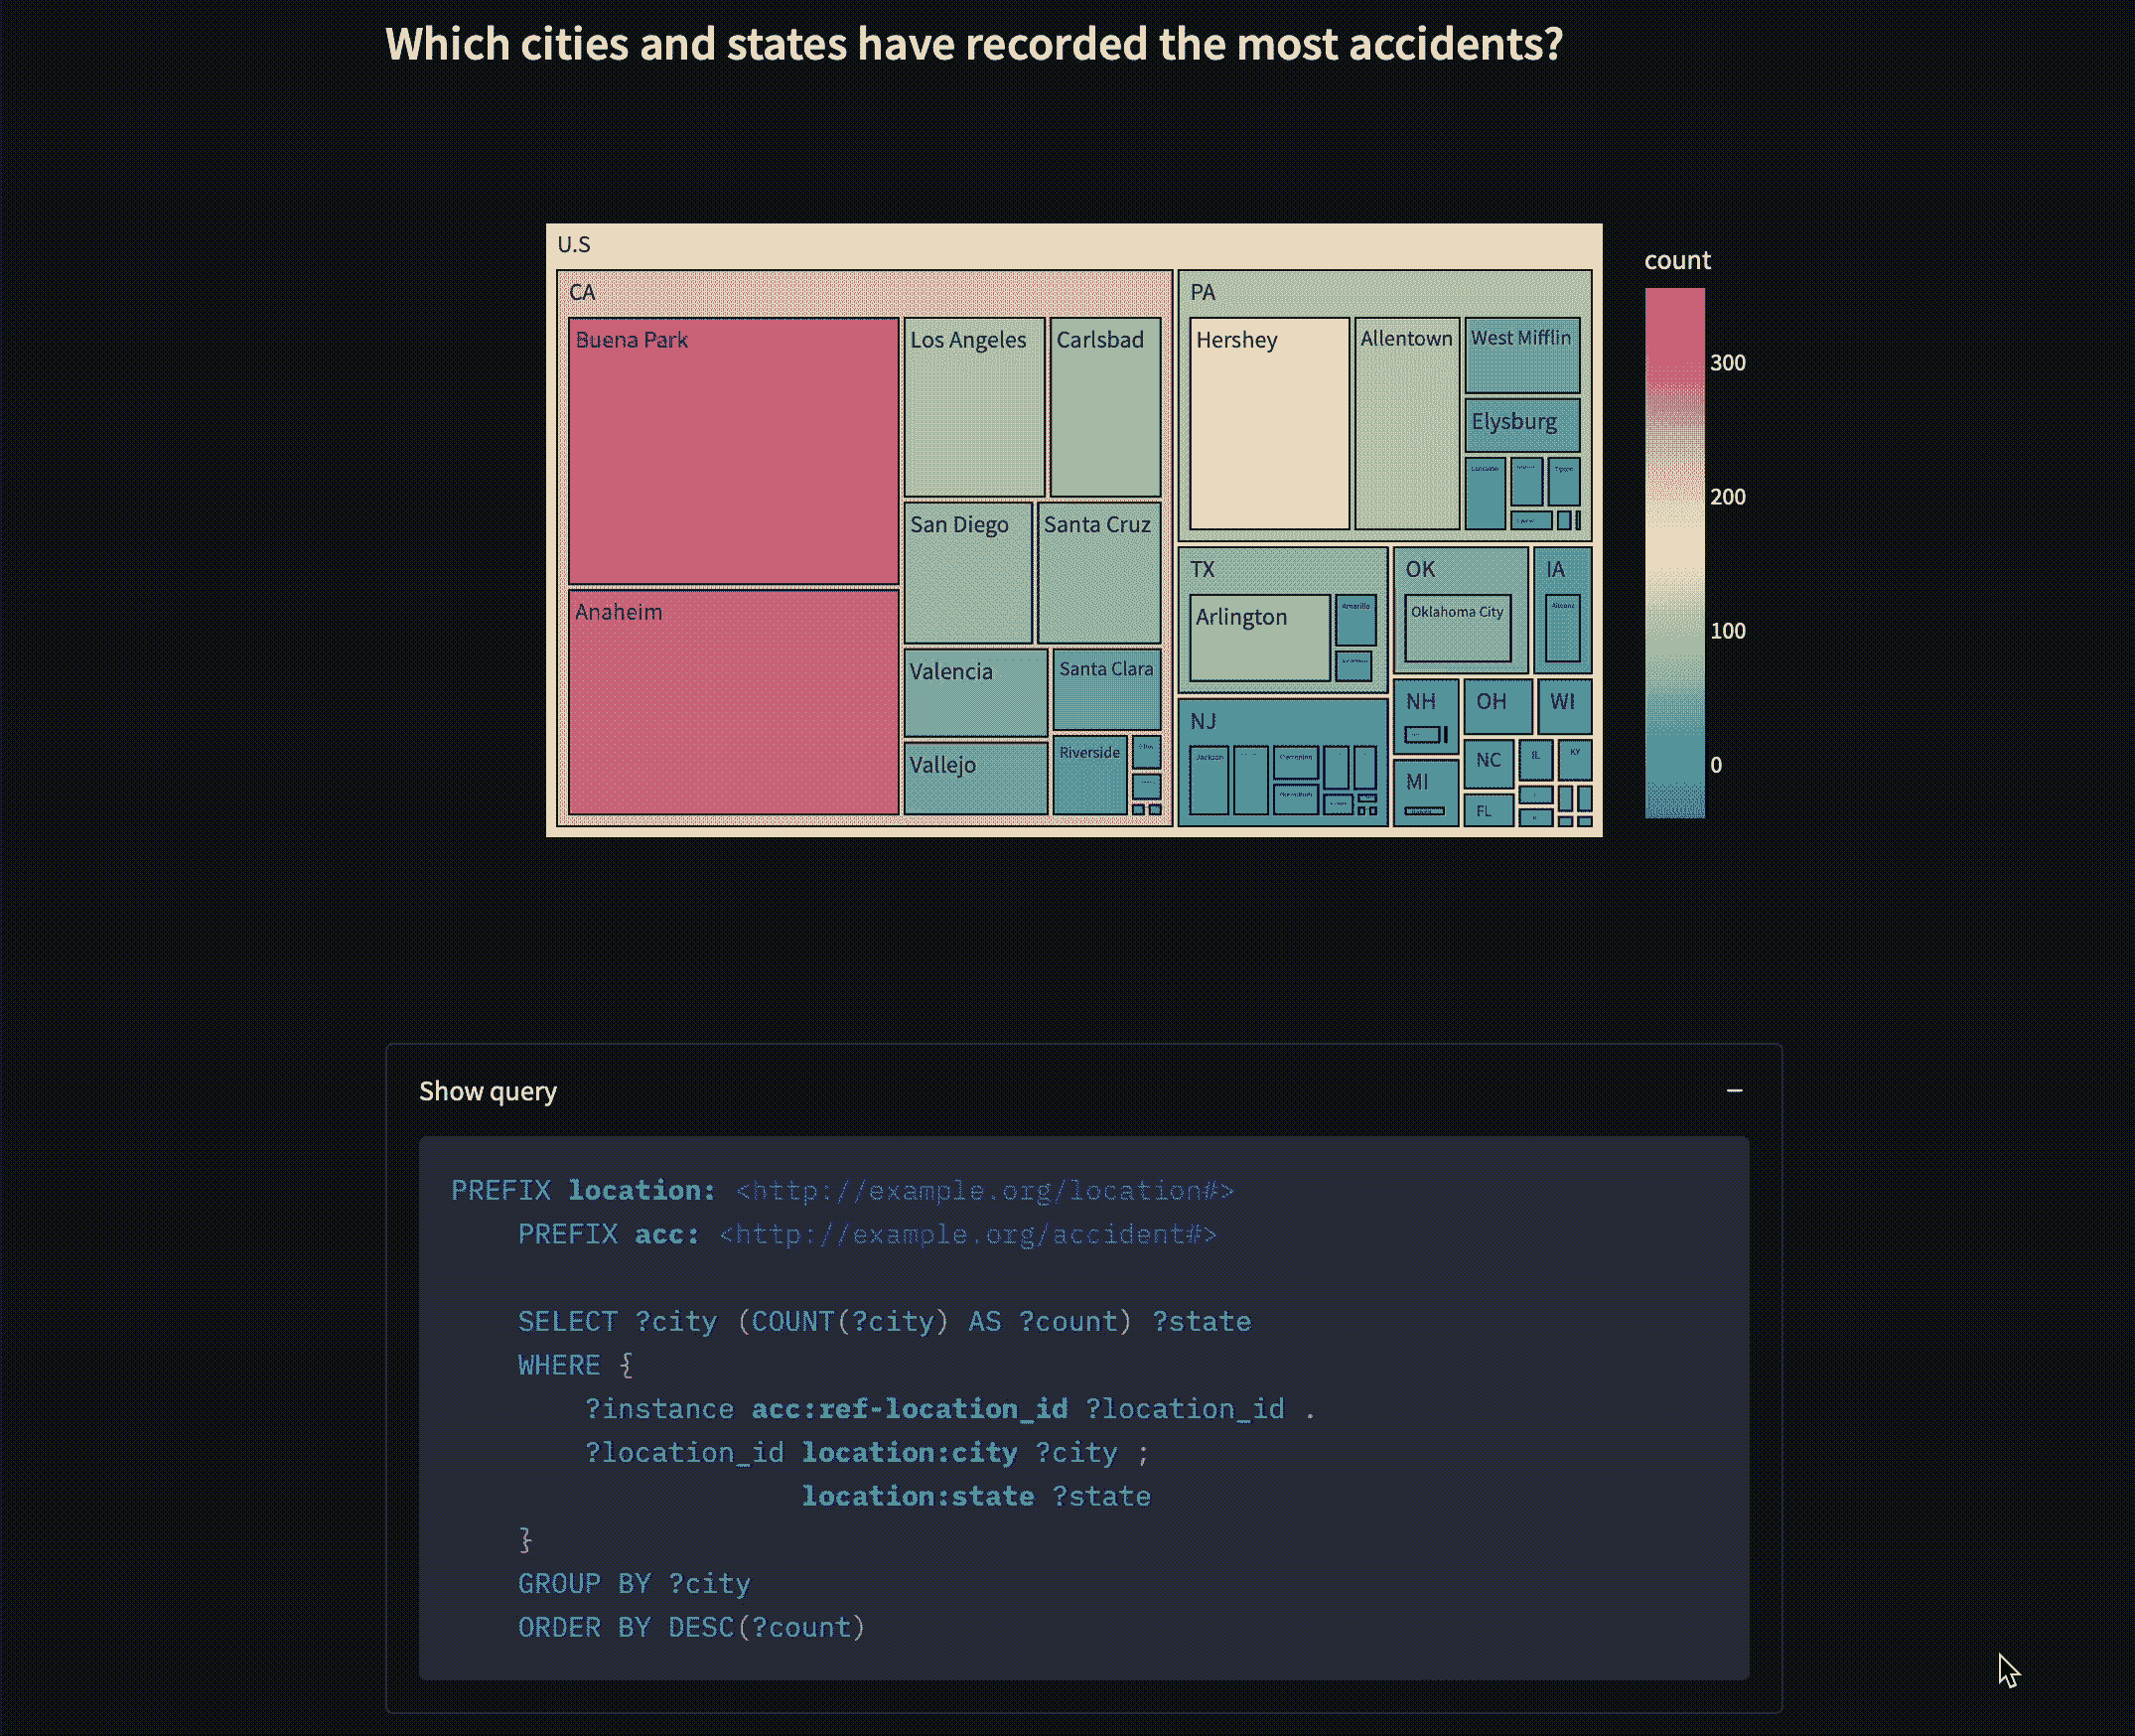 Which cities and states have recorded the most accidents?
U.S
CA
Buena Park
Los Angeles
Carlsbad
San Diego
Santa Cruz
Anaheim
Valencia
Santa Clara
Vallejo
Riverside
PA
Hershey
Allentown
West Mifflin
Elysburg
TX
Arlington
Amarillo
OK
Oklahoma City
IA
Altoona
NJ
Jackson
NH
OH
WI
MI
NC
KY
FL
count
300
200
100
0
Show query
PREFIX location: <http://example.org/location#>
PREFIX acc: <http://example.org/accident#>
SELECT ?city (COUNT(?city) AS ?count) ?state
WHERE {
?instance acc:ref-location_id ?location_id .
?location_id location:city ?city ;
location:state ?state
}
GROUP BY ?city
ORDER BY DESC(?count)